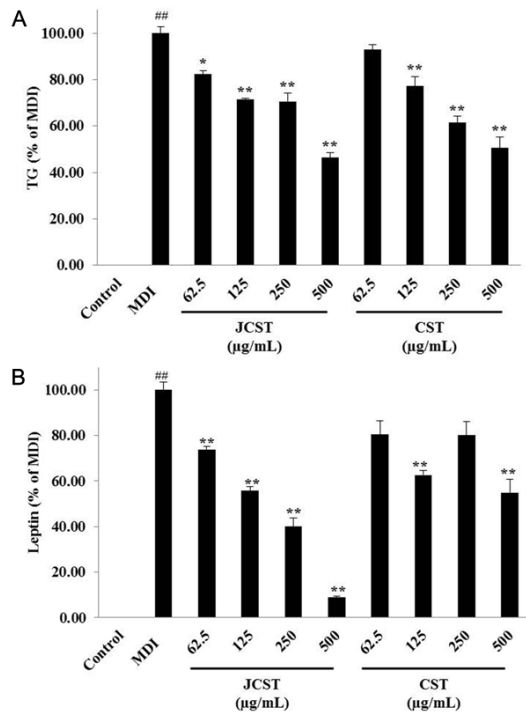 A
TG (% of MDI)
100.00
80.00
60.00
40.00
20.00
0.00
##
*
**
**
**
**
**
**
Control
MDI
62.5
125
250
500
62.5
125
250
500
JCST
(µg/mL)
CST
(µg/mL)
B
Leptin (% of MDI)
100.00
80.00
60.00
40.00
20.00
0.00
##
**
**
**
**
**
**
Control
MDI
62.5
125
250
500
62.5
125
250
500
JCST
(µg/mL)
CST
(µg/mL)